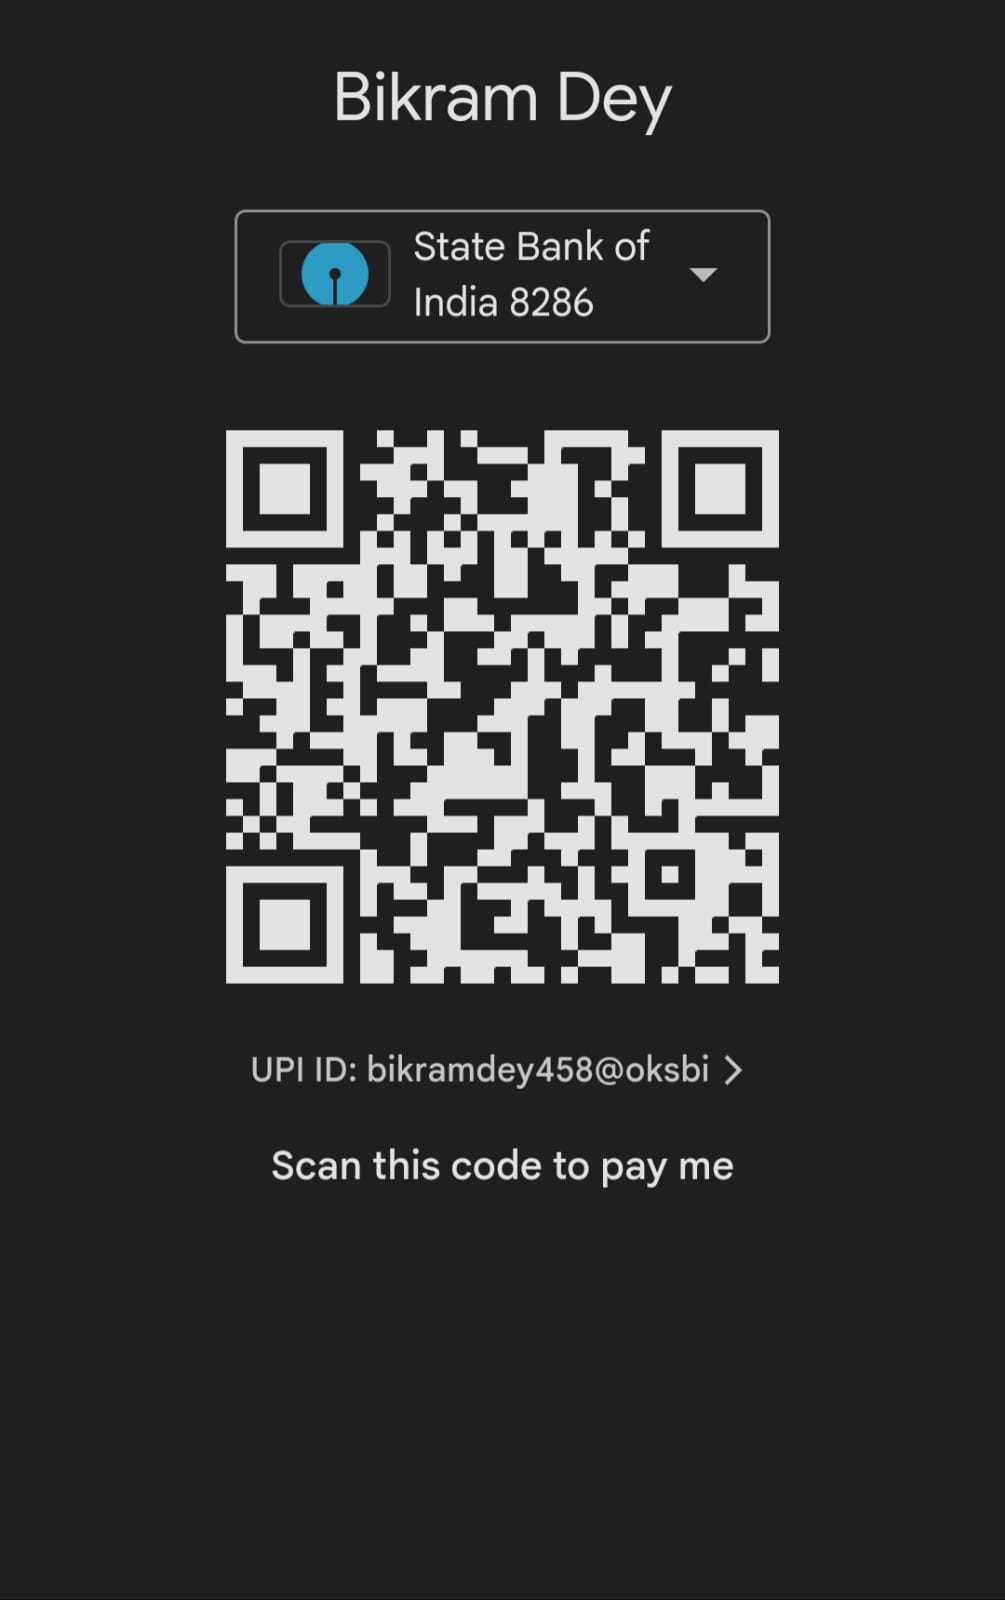 Bikram Dey
State Bank of
India 8286
UPI ID: bikramdey458@oksbi
Scan this code to pay me